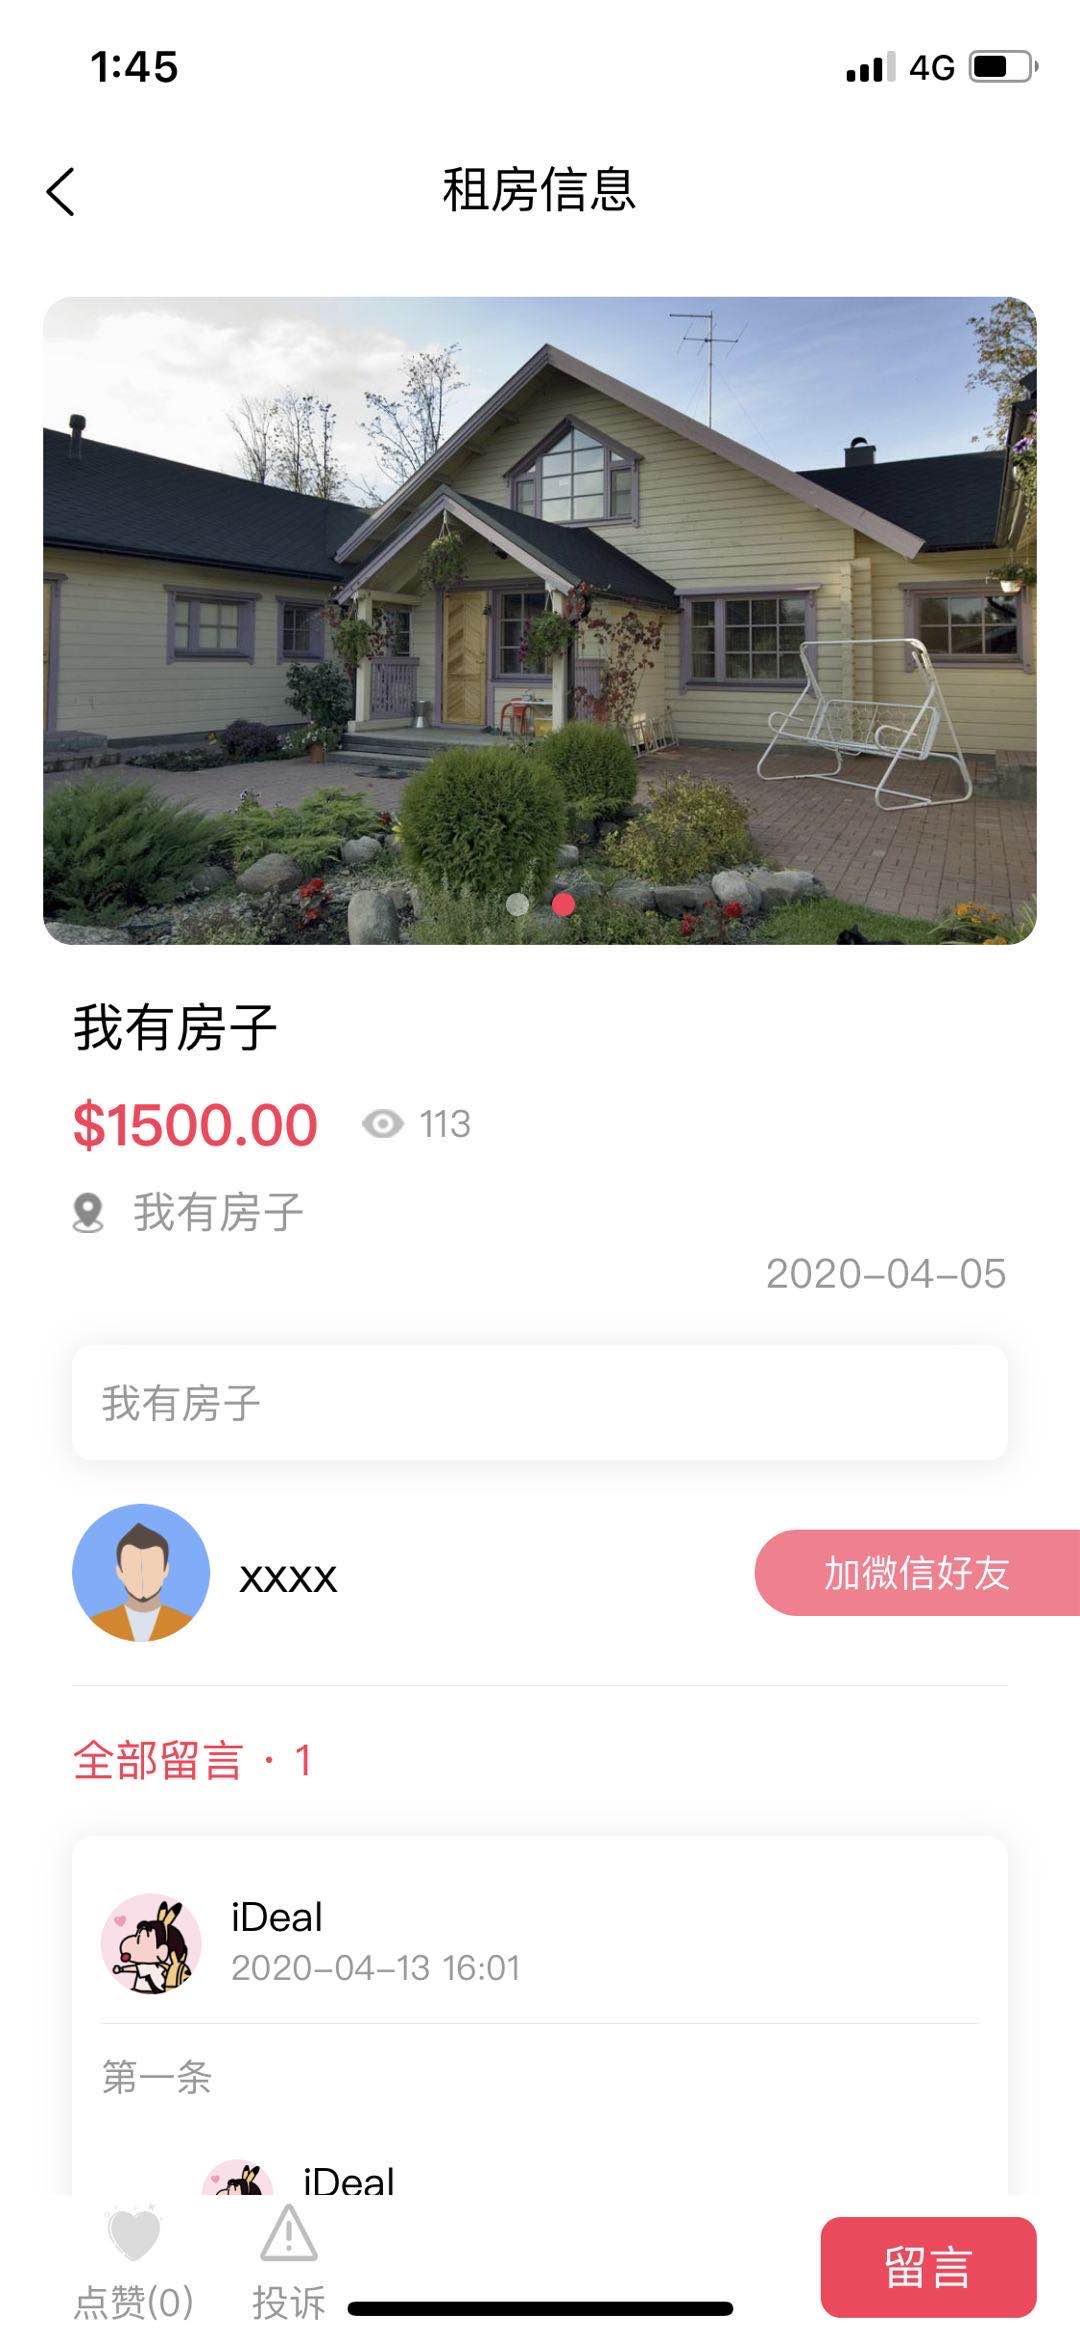 1:45
4G
租房信息
我有房子
$1500.00
113
我有房子
2020-04-05
我有房子
xxxx
加微信好友
全部留言 · 1
iDeal
2020-04-13 16:01
第一条
iDeal
点赞(0)
投诉
留言